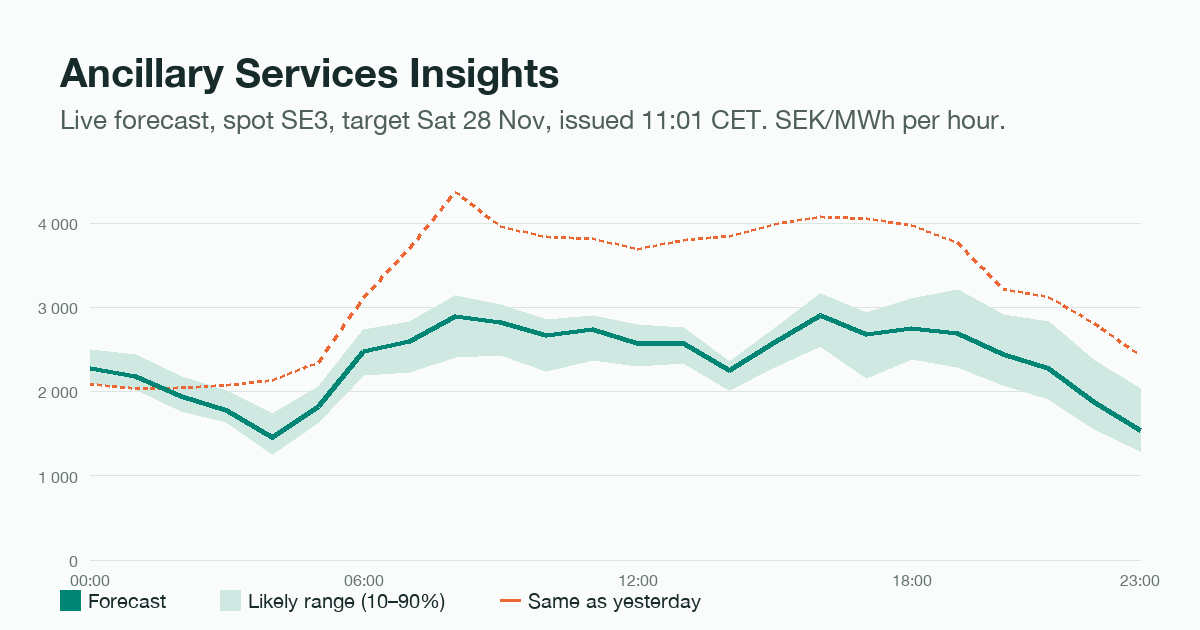 Ancillary Services Insights
Live forecast, spot SE3, target Sat 28 Nov, issued 11:01 CET. SEK/MWh per hour.
4 000
3 000
2 000
1 000
0
00:00 06:00 12:00 18:00 23:00
Forecast Likely range (10–90%) Same as yesterday